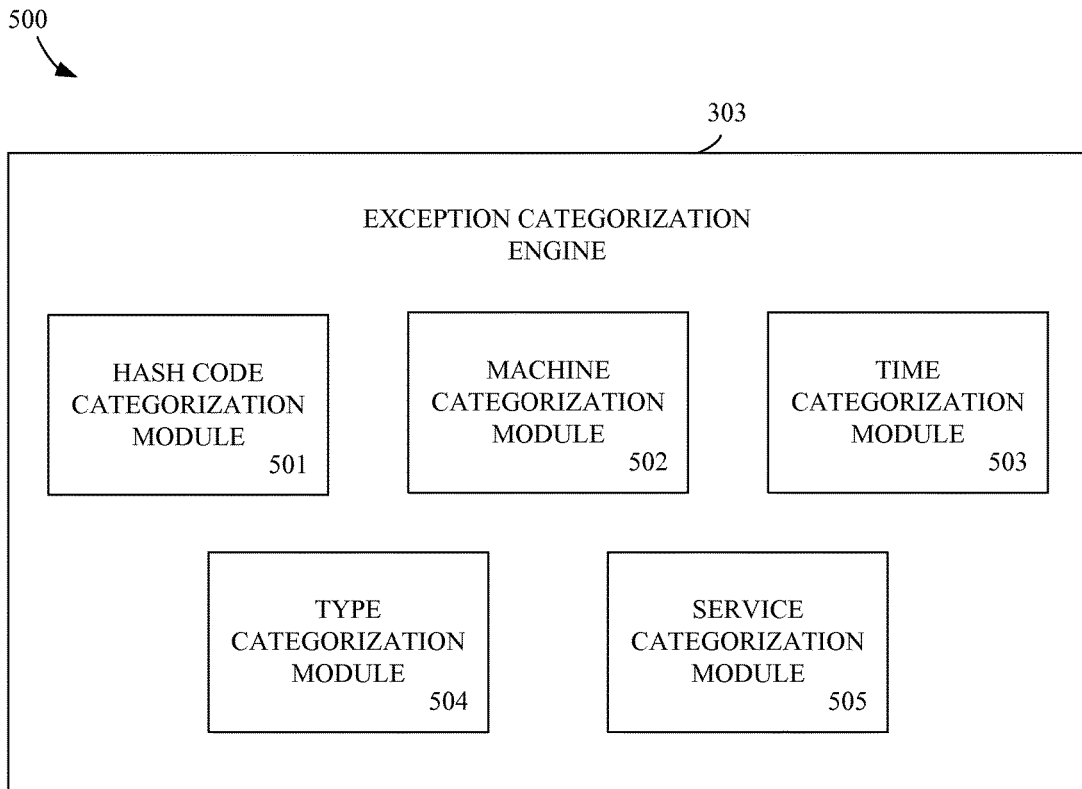 500
303
EXCEPTION CATEGORIZATION
ENGINE
HASH CODE
CATEGORIZATION
MODULE
501
MACHINE
CATEGORIZATION
MODULE
502
TIME
CATEGORIZATION
MODULE
503
TYPE
CATEGORIZATION
MODULE
504
SERVICE
CATEGORIZATION
MODULE
505